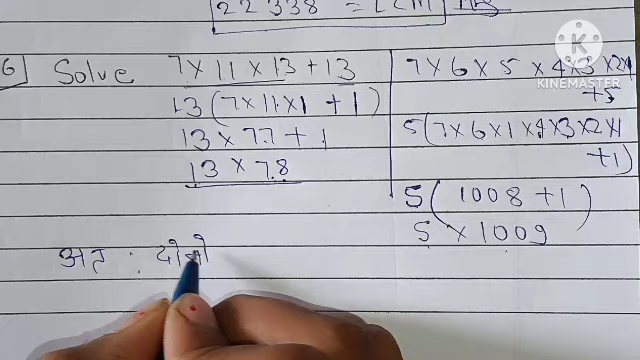 22338 = LCM
6 Solve 7 × 11 × 13 + 13
13 (7 × 11 × 1 + 1)
13 × 77 + 1
13 × 78
7 × 6 × 5 × 4 × 3 × 2 × 1
+ 5
5 (7 × 6 × 1 × 4 × 3 × 2 × 1
+ 1)
5 (1008 + 1)
5 × 1009
अत : दोनो
KINEMASTER